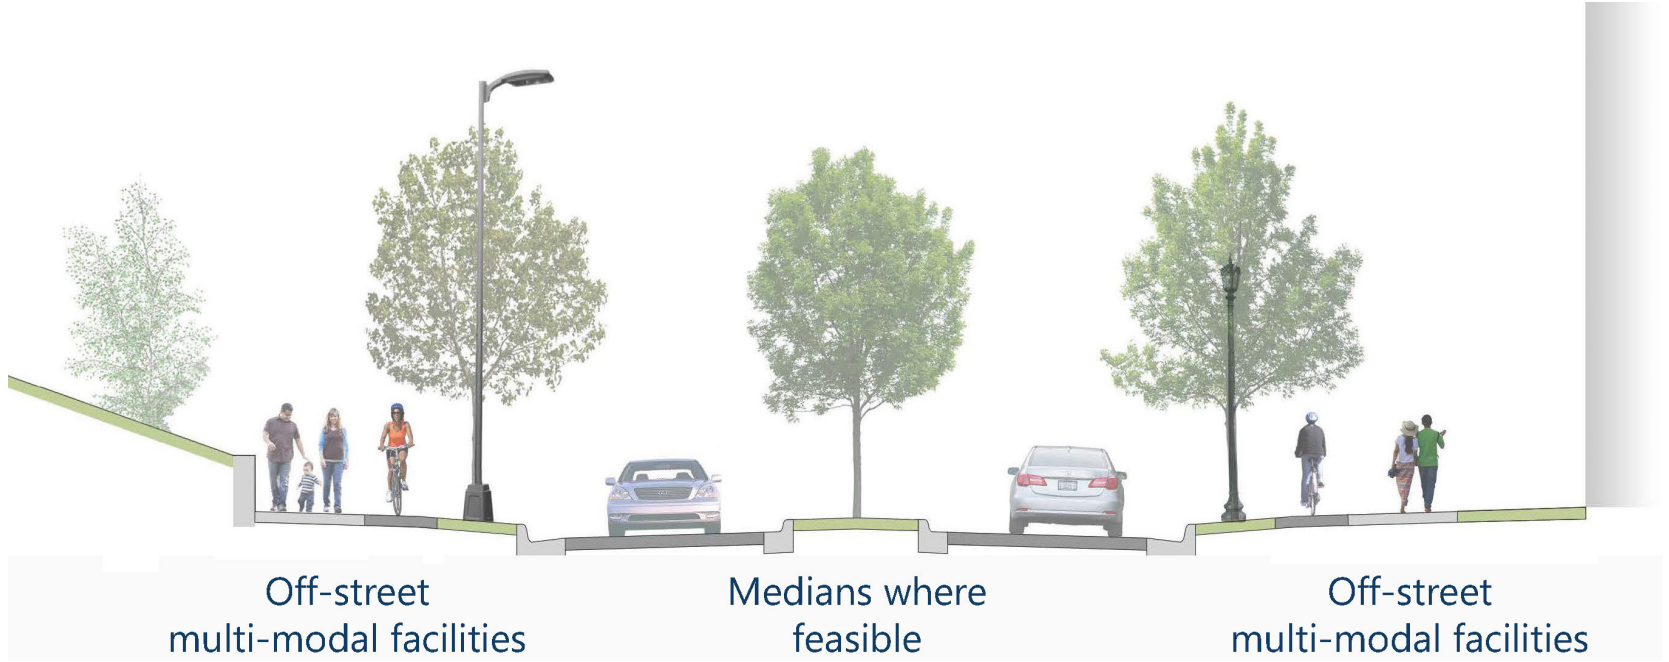 Off-street
multi-modal facilities
Medians where
feasible
Off-street
multi-modal facilities